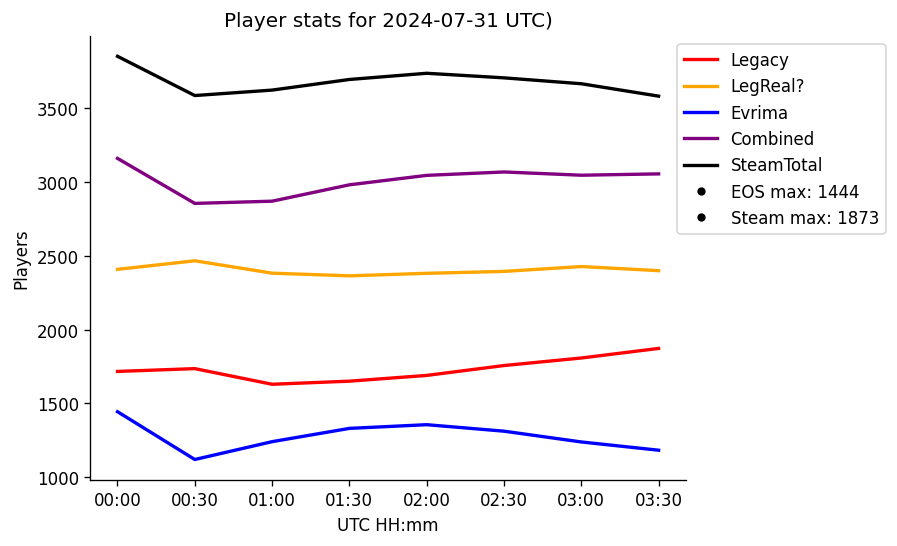 Player stats for 2024-07-31 UTC)
Legacy
LegReal?
Evrima
Combined
SteamTotal
EOS max: 1444
Steam max: 1873
Players
3500
3000
2500
2000
1500
1000
00:00 00:30 01:00 01:30 02:00 02:30 03:00 03:30
UTC HH:mm